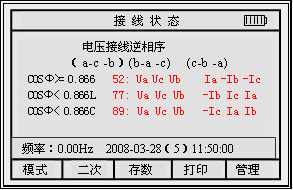 接线状态
电压接线逆相序
(a-c -b) (b-a -c) (c-b -a)
COSΦ>= 0.866 52: Ua Uc Ub Ia -Ib -Ic
COSΦ< 0.866L 77: Ua Uc Ub -Ib Ic Ia
COSΦ< 0.866C 89: Ua Uc Ub -Ic Ia Ib
频率: 0.00Hz 2008-03-28(5)11:50:00
模式 二次 存数 打印 管理